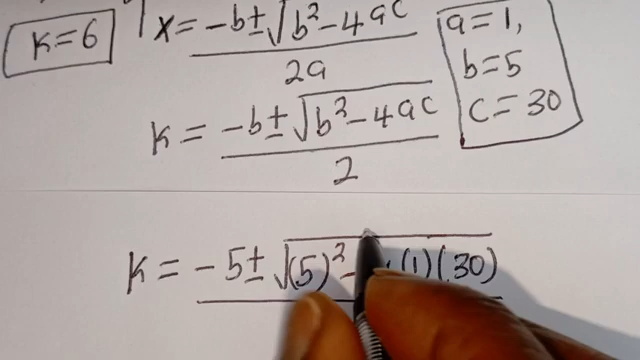 K=6
x = -b±√b²-4ac / 2a
a=1,
b=5
c=30
K = -b±√b²-4ac / 2
K = -5±√(5)²- (1)(30)